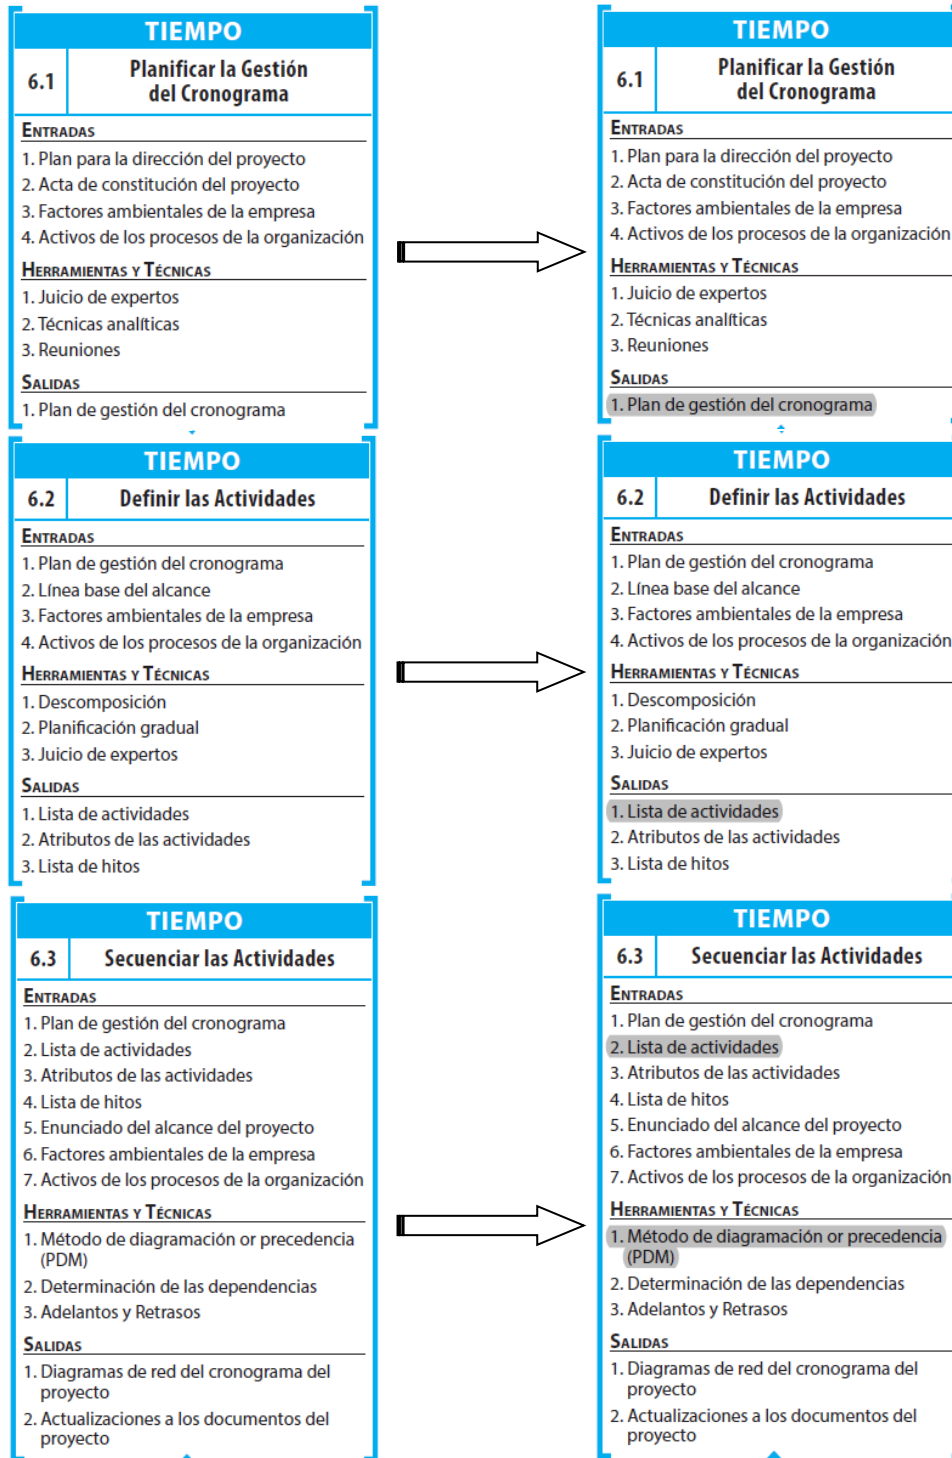 TIEMPO
6.1 Planificar la Gestión
del Cronograma
ENTRADAS
1. Plan para la dirección del proyecto
2. Acta de constitución del proyecto
3. Factores ambientales de la empresa
4. Activos de los procesos de la organización
HERRAMIENTAS Y TÉCNICAS
1. Juicio de expertos
2. Técnicas analíticas
3. Reuniones
SALIDAS
1. Plan de gestión del cronograma
TIEMPO
6.2 Definir las Actividades
ENTRADAS
1. Plan de gestión del cronograma
2. Línea base del alcance
3. Factores ambientales de la empresa
4. Activos de los procesos de la organización
HERRAMIENTAS Y TÉCNICAS
1. Descomposición
2. Planificación gradual
3. Juicio de expertos
SALIDAS
1. Lista de actividades
2. Atributos de las actividades
3. Lista de hitos
TIEMPO
6.3 Secuenciar las Actividades
ENTRADAS
1. Plan de gestión del cronograma
2. Lista de actividades
3. Atributos de las actividades
4. Lista de hitos
5. Enunciado del alcance del proyecto
6. Factores ambientales de la empresa
7. Activos de los procesos de la organización
HERRAMIENTAS Y TÉCNICAS
1. Método de diagramación or precedencia
(PDM)
2. Determinación de las dependencias
3. Adelantos y Retrasos
SALIDAS
1. Diagramas de red del cronograma del
proyecto
2. Actualizaciones a los documentos del
proyecto
TIEMPO
6.1 Planificar la Gestión
del Cronograma
ENTRADAS
1. Plan para la dirección del proyecto
2. Acta de constitución del proyecto
3. Factores ambientales de la empresa
4. Activos de los procesos de la organización
HERRAMIENTAS Y TÉCNICAS
1. Juicio de expertos
2. Técnicas analíticas
3. Reuniones
SALIDAS
1. Plan de gestión del cronograma
TIEMPO
6.2 Definir las Actividades
ENTRADAS
1. Plan de gestión del cronograma
2. Línea base del alcance
3. Factores ambientales de la empresa
4. Activos de los procesos de la organización
HERRAMIENTAS Y TÉCNICAS
1. Descomposición
2. Planificación gradual
3. Juicio de expertos
SALIDAS
1. Lista de actividades
2. Atributos de las actividades
3. Lista de hitos
TIEMPO
6.3 Secuenciar las Actividades
ENTRADAS
1. Plan de gestión del cronograma
2. Lista de actividades
3. Atributos de las actividades
4. Lista de hitos
5. Enunciado del alcance del proyecto
6. Factores ambientales de la empresa
7. Activos de los procesos de la organización
HERRAMIENTAS Y TÉCNICAS
1. Método de diagramación or precedencia
(PDM)
2. Determinación de las dependencias
3. Adelantos y Retrasos
SALIDAS
1. Diagramas de red del cronograma del
proyecto
2. Actualizaciones a los documentos del
proyecto